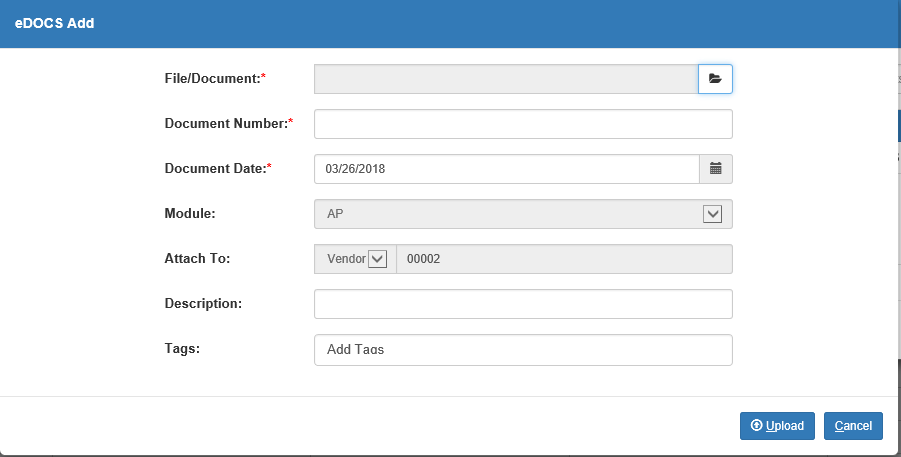 eDOCS Add
File/Document:*
Document Number:*
Document Date:* 03/26/2018
Module: AP
Attach To: Vendor 00002
Description:
Tags: Add Tags
Upload Cancel